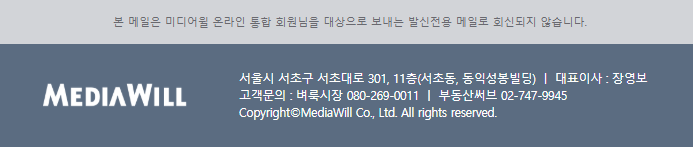 본 메일은 미디어윌 온라인 통합 회원님을 대상으로 보내는 발신전용 메일로 회신되지 않습니다.
MEDIAWILL
서울시 서초구 서초대로 301, 11층(서초동, 동익성봉빌딩) ㅣ 대표이사 : 장영보
고객문의 : 벼룩시장 080-269-0011 ㅣ 부동산써브 02-747-9945
Copyright©MediaWill Co., Ltd. All rights reserved.